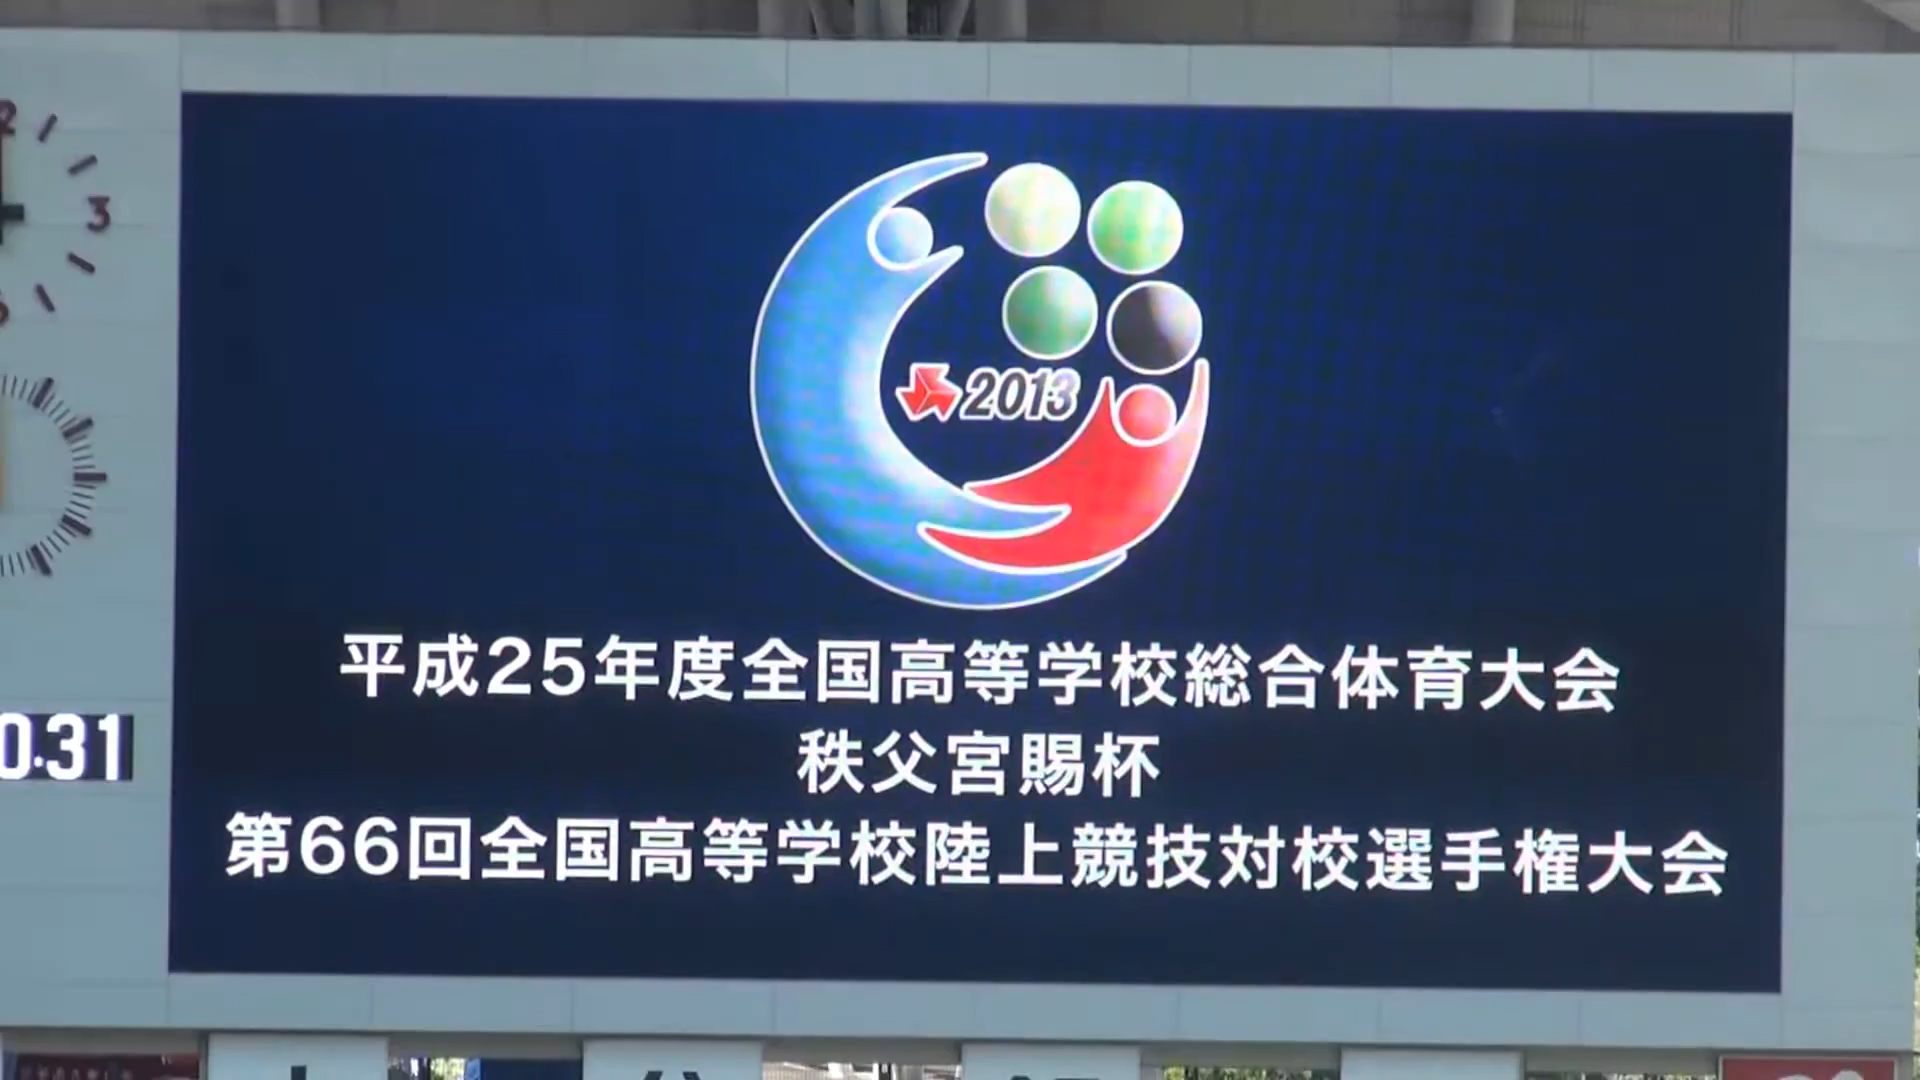 2013
平成25年度全国高等学校総合体育大会
秩父宮賜杯
第66回全国高等学校陸上競技対校選手権大会
3
0.31